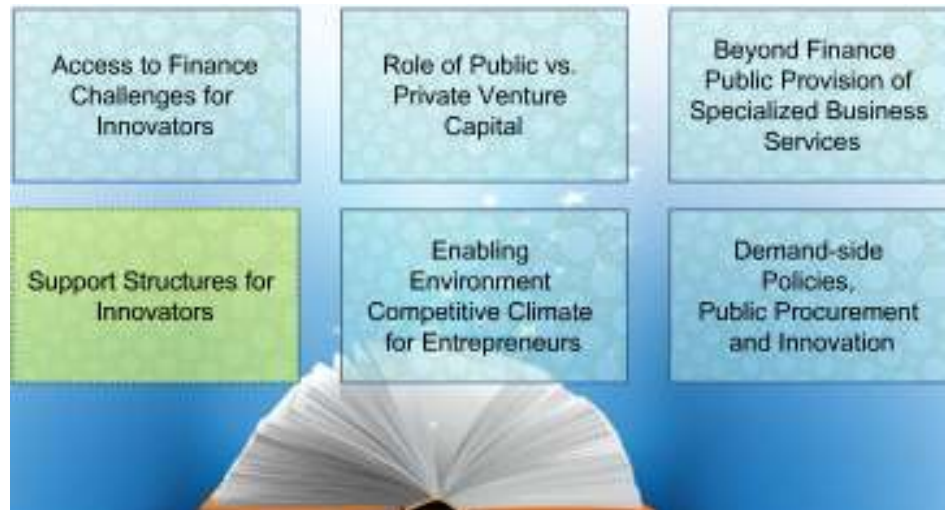 Access to Finance
Challenges for
Innovators
Role of Public vs.
Private Venture
Capital
Beyond Finance
Public Provision of
Specialized Business
Services
Support Structures for
Innovators
Enabling
Environment
Competitive Climate
for Entrepreneurs
Demand-side
Policies,
Public Procurement
and Innovation